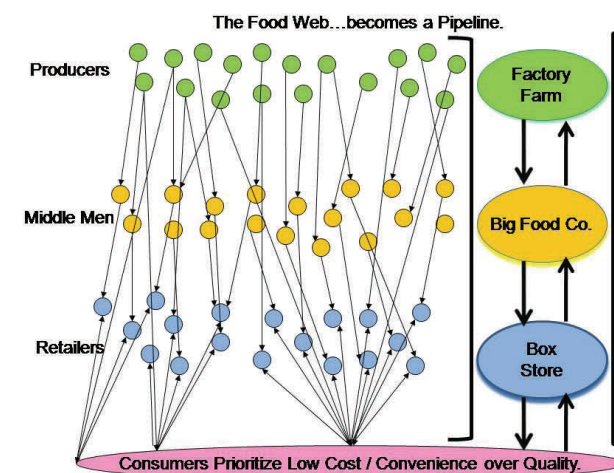 The Food Web...becomes a Pipeline.
Producers
Factory
Farm
Middle Men
Big Food Co.
Retailers
Box
Store
Consumers Prioritize Low Cost / Convenience over Quality.